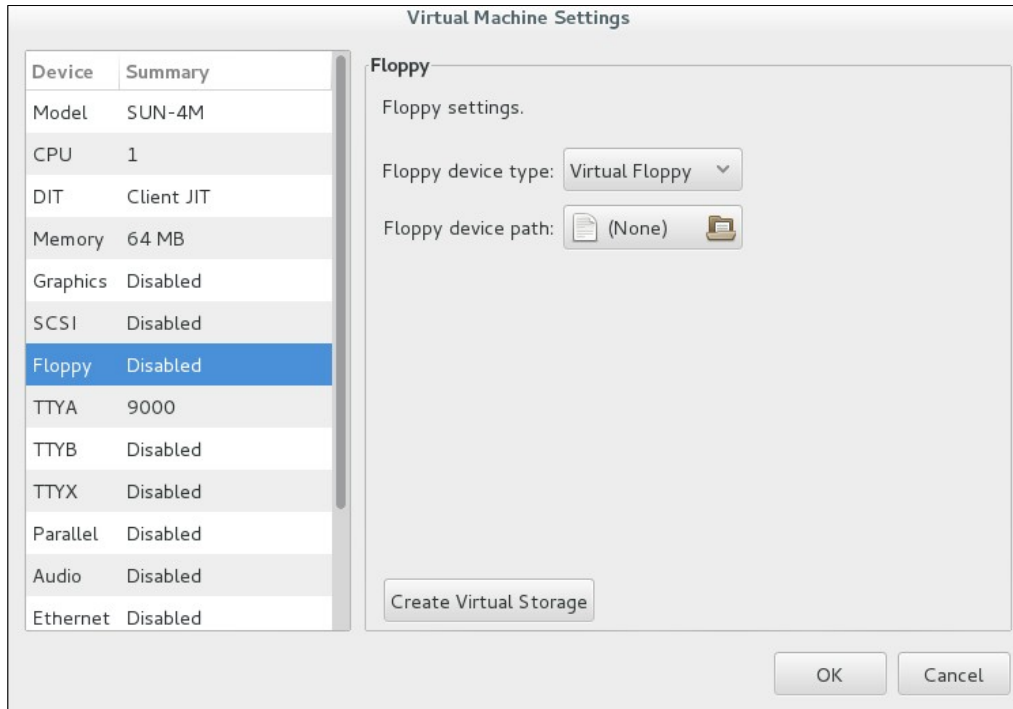 Virtual Machine Settings
Device Summary
Model SUN-4M
CPU 1
DIT Client JIT
Memory 64 MB
Graphics Disabled
SCSI Disabled
Floppy Disabled
TTYA 9000
TTYB Disabled
TTYX Disabled
Parallel Disabled
Audio Disabled
Ethernet Disabled
Floppy
Floppy settings.
Floppy device type: Virtual Floppy
Floppy device path: (None)
Create Virtual Storage
OK Cancel